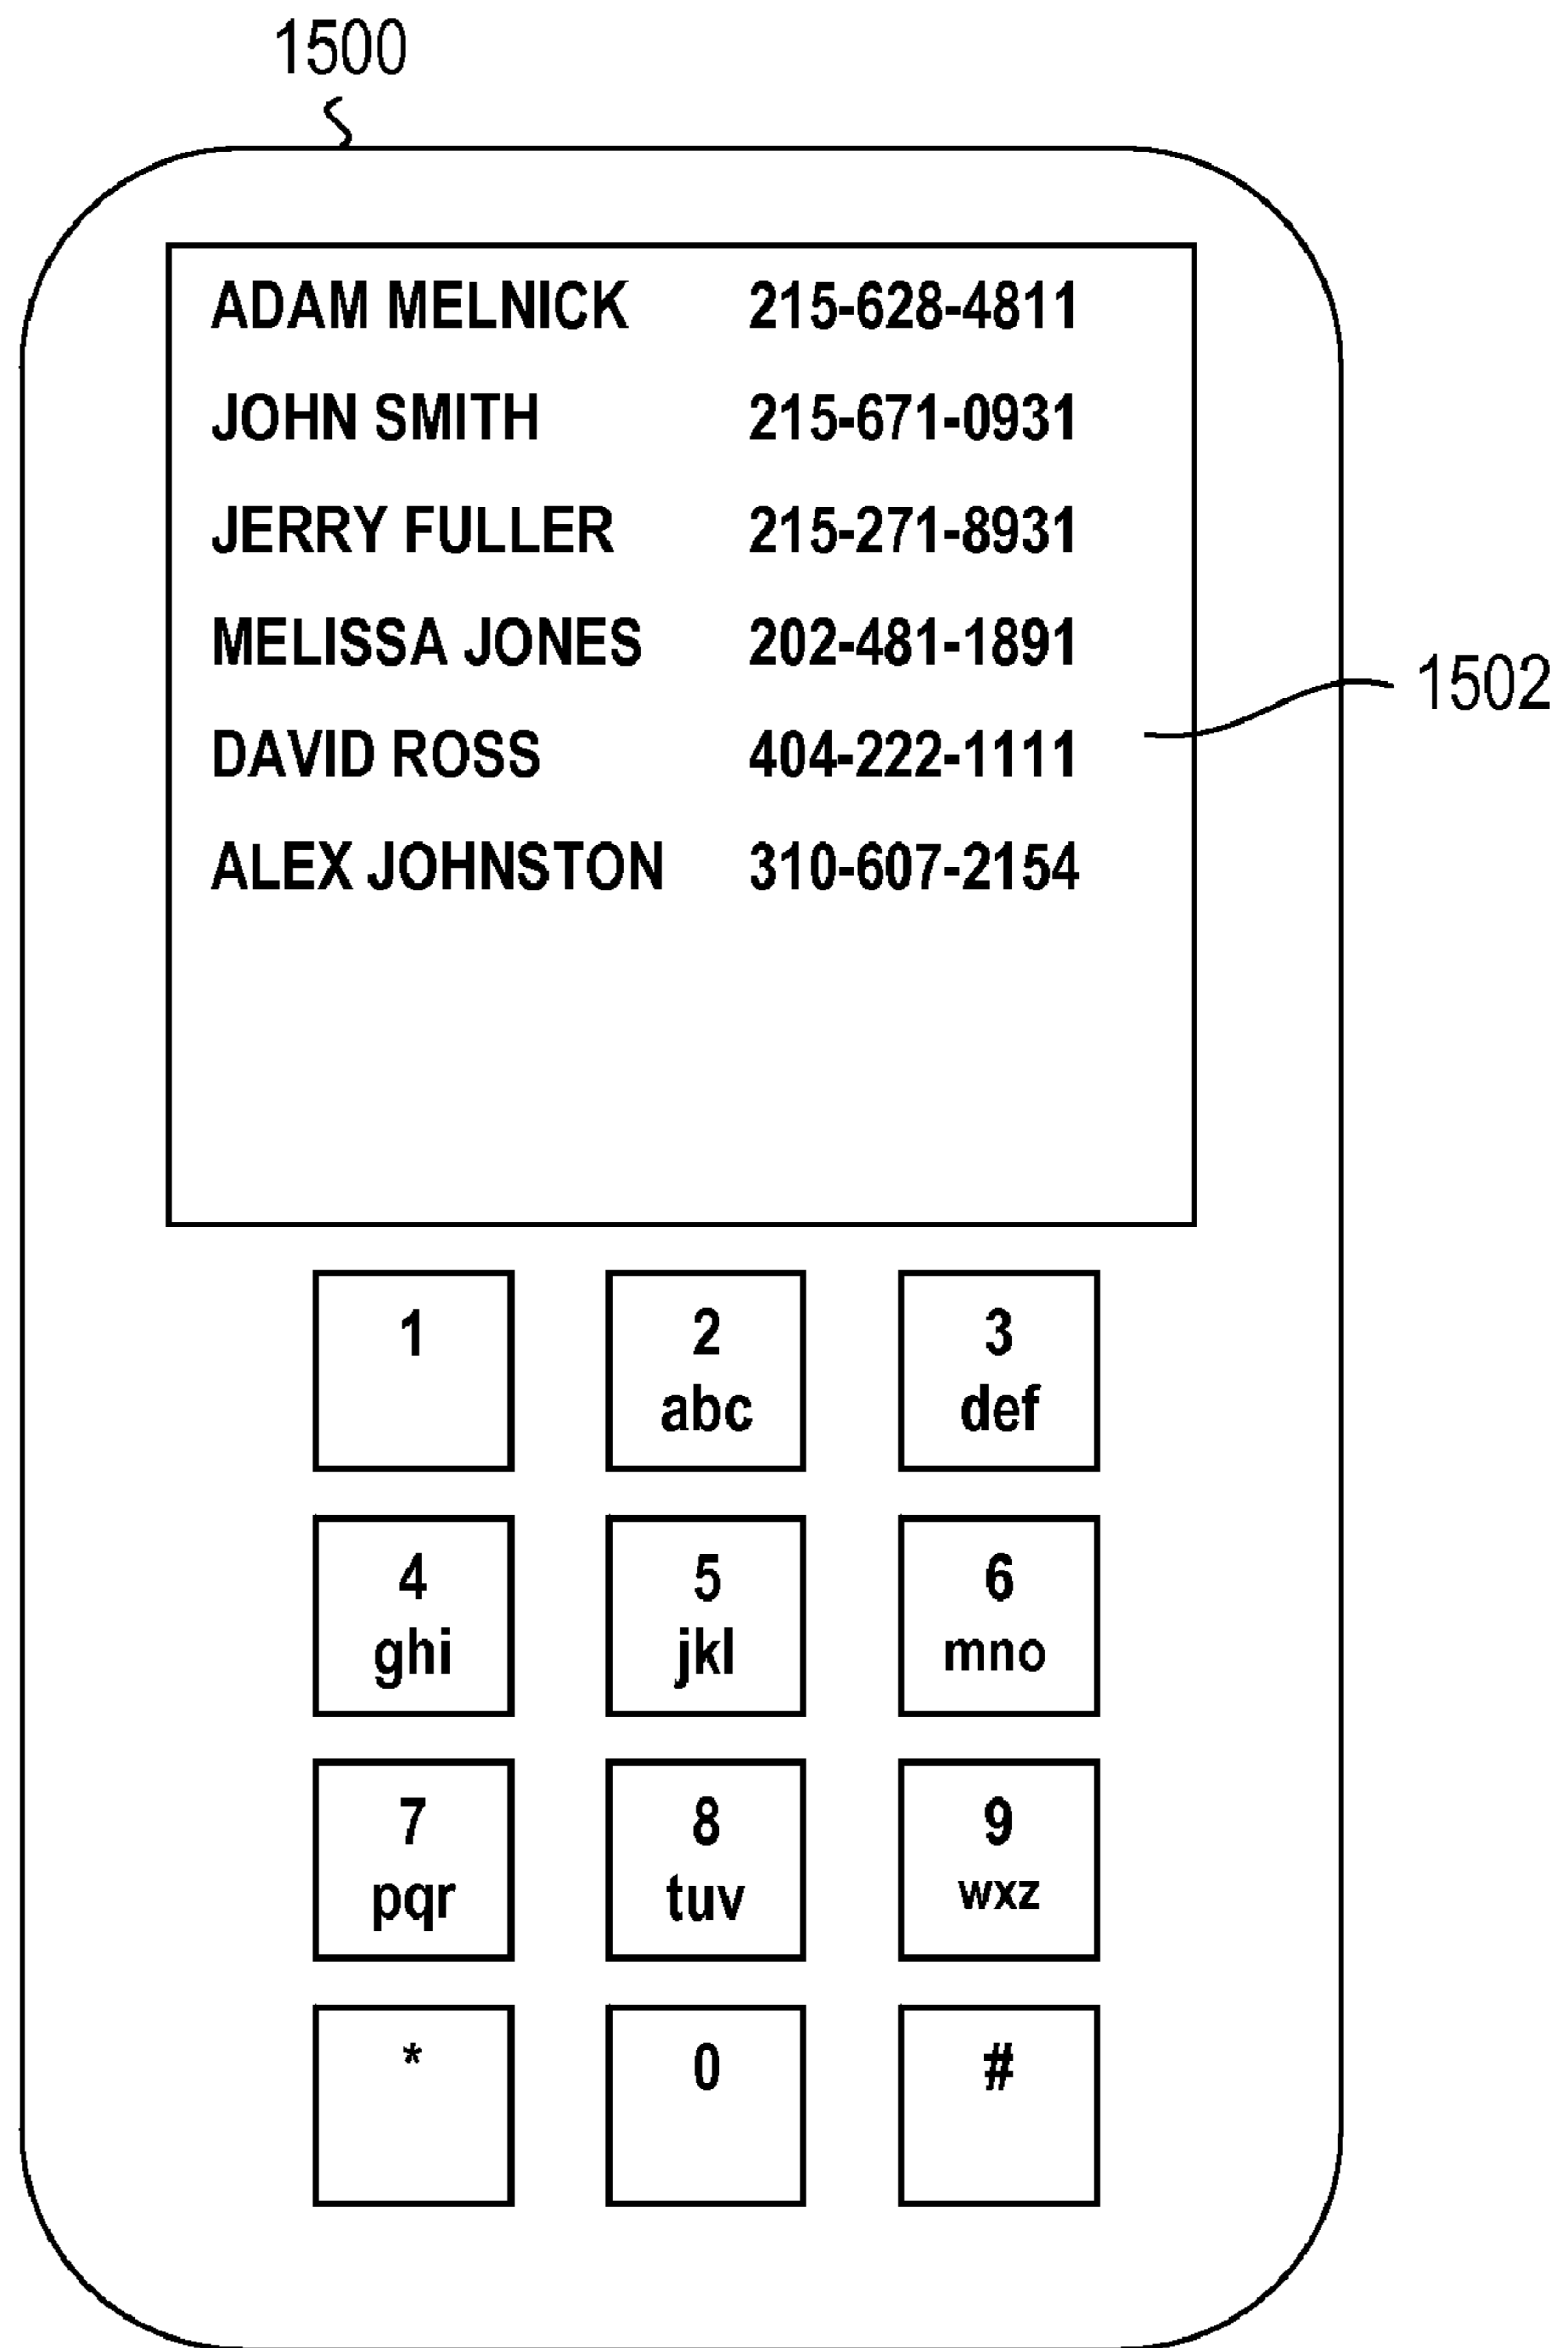 1500
ADAM MELNICK 215-628-4811
JOHN SMITH 215-671-0931
JERRY FULLER 215-271-8931
MELISSA JONES 202-481-1891
1502
DAVID ROSS 404-222-1111
ALEX JOHNSTON 310-607-2154
1 2 3
abc def
4 5 6
ghi jkl mno
7 8 9
pqr tuv wxz
* 0 #